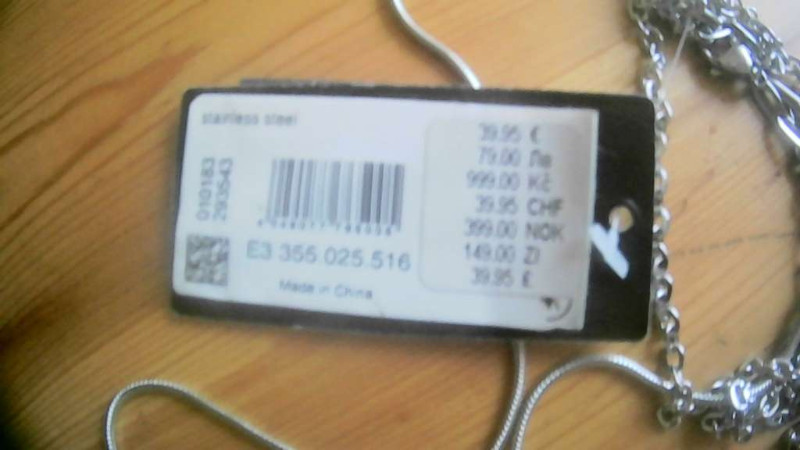 stainless steel
010183
293543
E3 355.025.516
Made in China
39.95 €
79.00 Лв
999.00 Kč
39.95 CHF
399.00 NOK
149.00 Zl
39.95 €